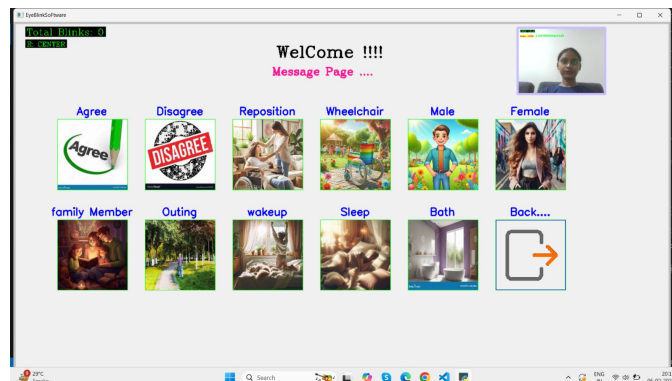 EyeBlinkSoftware
Total Blinks: 0
R: CENTER
WelCome !!!!
Message Page ....
Agree
Disagree
Reposition
Wheelchair
Male
Female
Agree
DISAGREE
family Member
Outing
wakeup
Sleep
Bath
Back....
23°C
Search
ENG